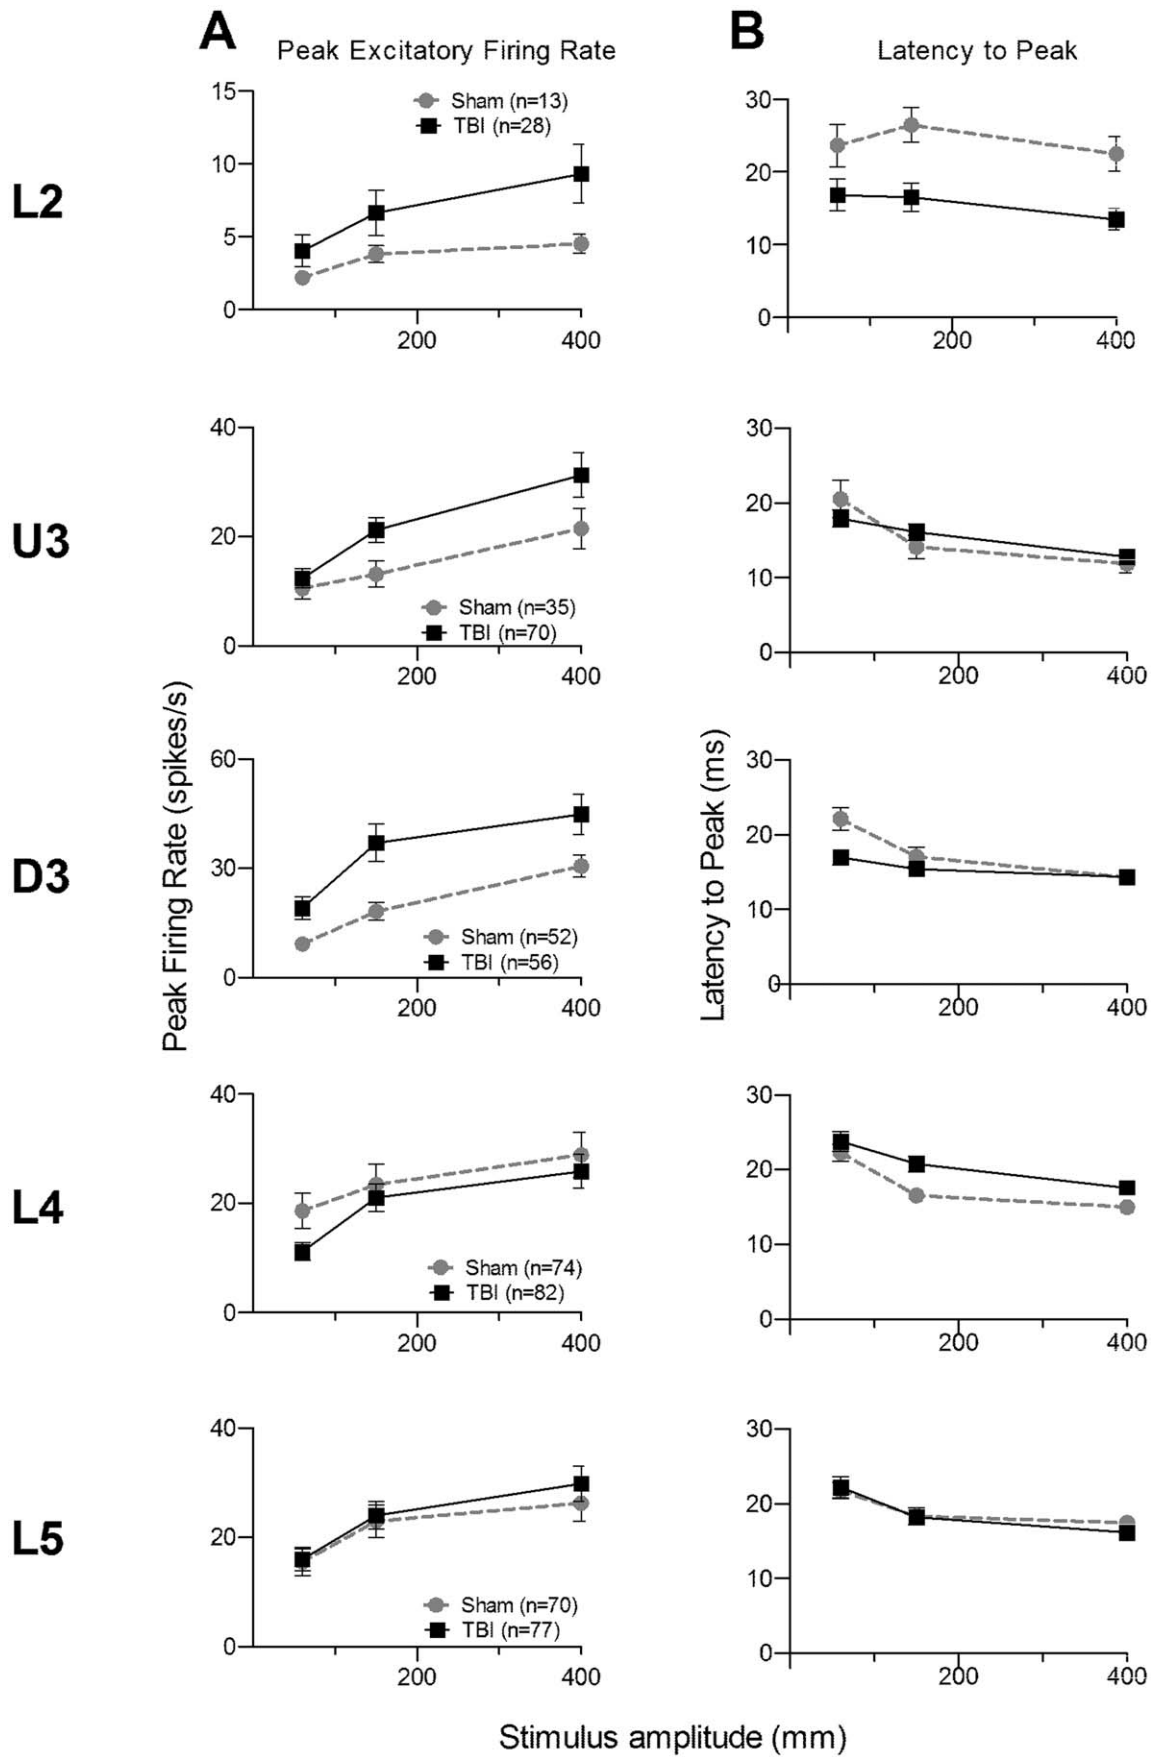 A
Peak Excitatory Firing Rate
B
Latency to Peak
L2
15
10
5
0
200
400
Sham (n=13)
TBI (n=28)
30
20
10
0
200
400
U3
40
20
0
200
400
Sham (n=35)
TBI (n=70)
30
20
10
0
200
400
Peak Firing Rate (spikes/s)
Latency to Peak (ms)
D3
60
30
0
200
400
Sham (n=52)
TBI (n=56)
30
20
10
0
200
400
L4
40
20
0
200
400
Sham (n=74)
TBI (n=82)
30
20
10
0
200
400
L5
40
20
0
200
400
Sham (n=70)
TBI (n=77)
30
20
10
0
200
400
Stimulus amplitude (mm)